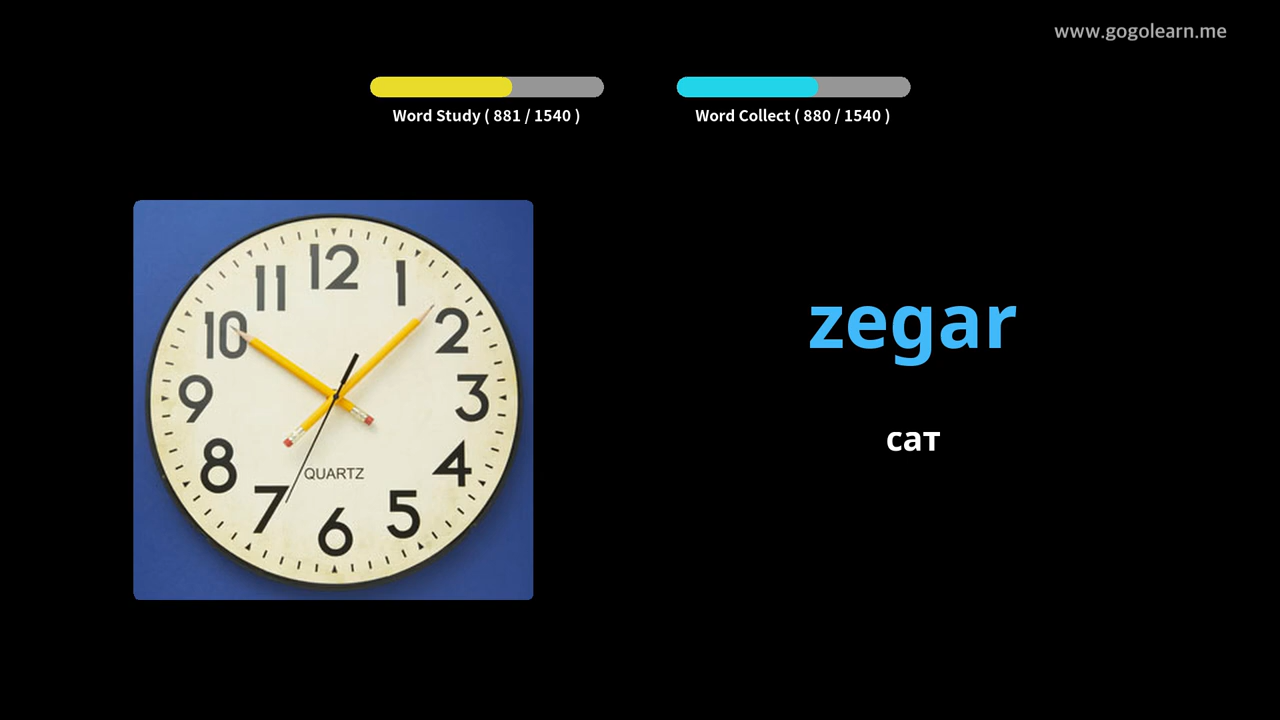 www.gogolearn.me
Word Study ( 881 / 1540 )
Word Collect ( 880 / 1540 )
12
11
1
10
2
9
3
8
4
QUARTZ
7
5
6
zegar
сат